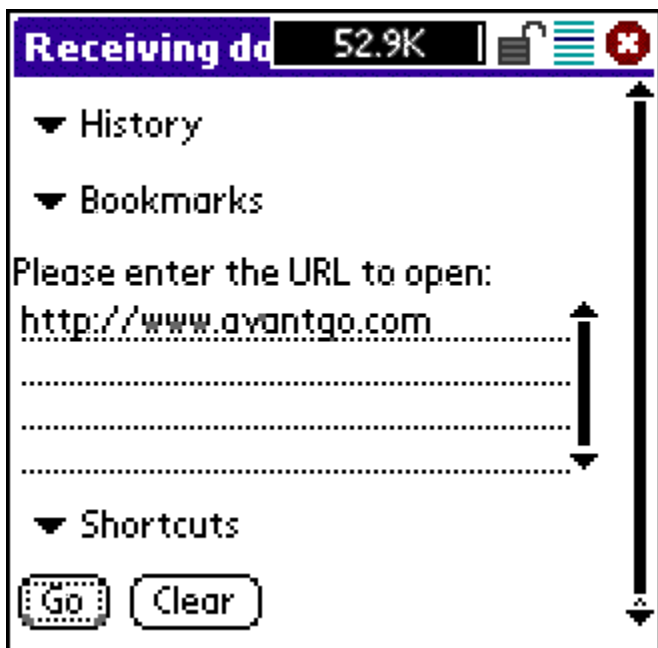 Receiving do 52.9K
History
Bookmarks
Please enter the URL to open:
http://www.avantgo.com
Shortcuts
Go Clear